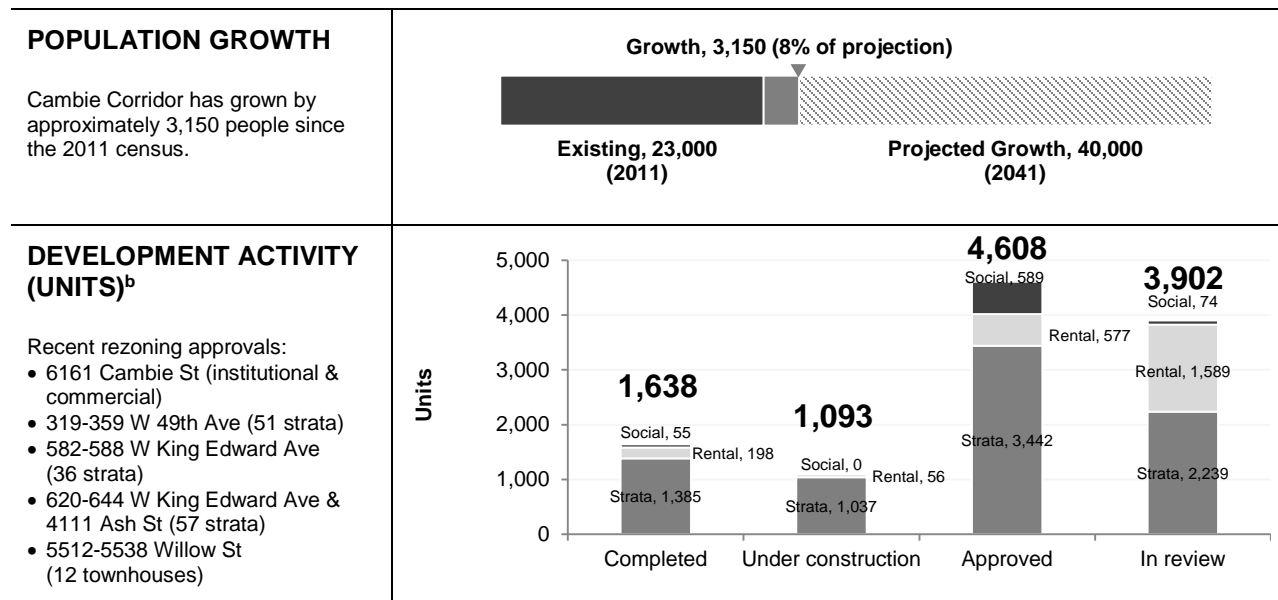 POPULATION GROWTH
Cambie Corridor has grown by
approximately 3,150 people since
the 2011 census.
Growth, 3,150 (8% of projection)
Existing, 23,000
(2011)
Projected Growth, 40,000
(2041)
DEVELOPMENT ACTIVITY
(UNITS)ᵇ
Recent rezoning approvals:
• 6161 Cambie St (institutional &
commercial)
• 319-359 W 49th Ave (51 strata)
• 582-588 W King Edward Ave
(36 strata)
• 620-644 W King Edward Ave &
4111 Ash St (57 strata)
• 5512-5538 Willow St
(12 townhouses)
Units
5,000
4,000
3,000
2,000
1,000
0
1,638
Social, 55
Rental, 198
Strata, 1,385
Completed
1,093
Social, 0
Rental, 56
Strata, 1,037
Under construction
4,608
Social, 589
Rental, 577
Strata, 3,442
Approved
3,902
Social, 74
Rental, 1,589
Strata, 2,239
In review